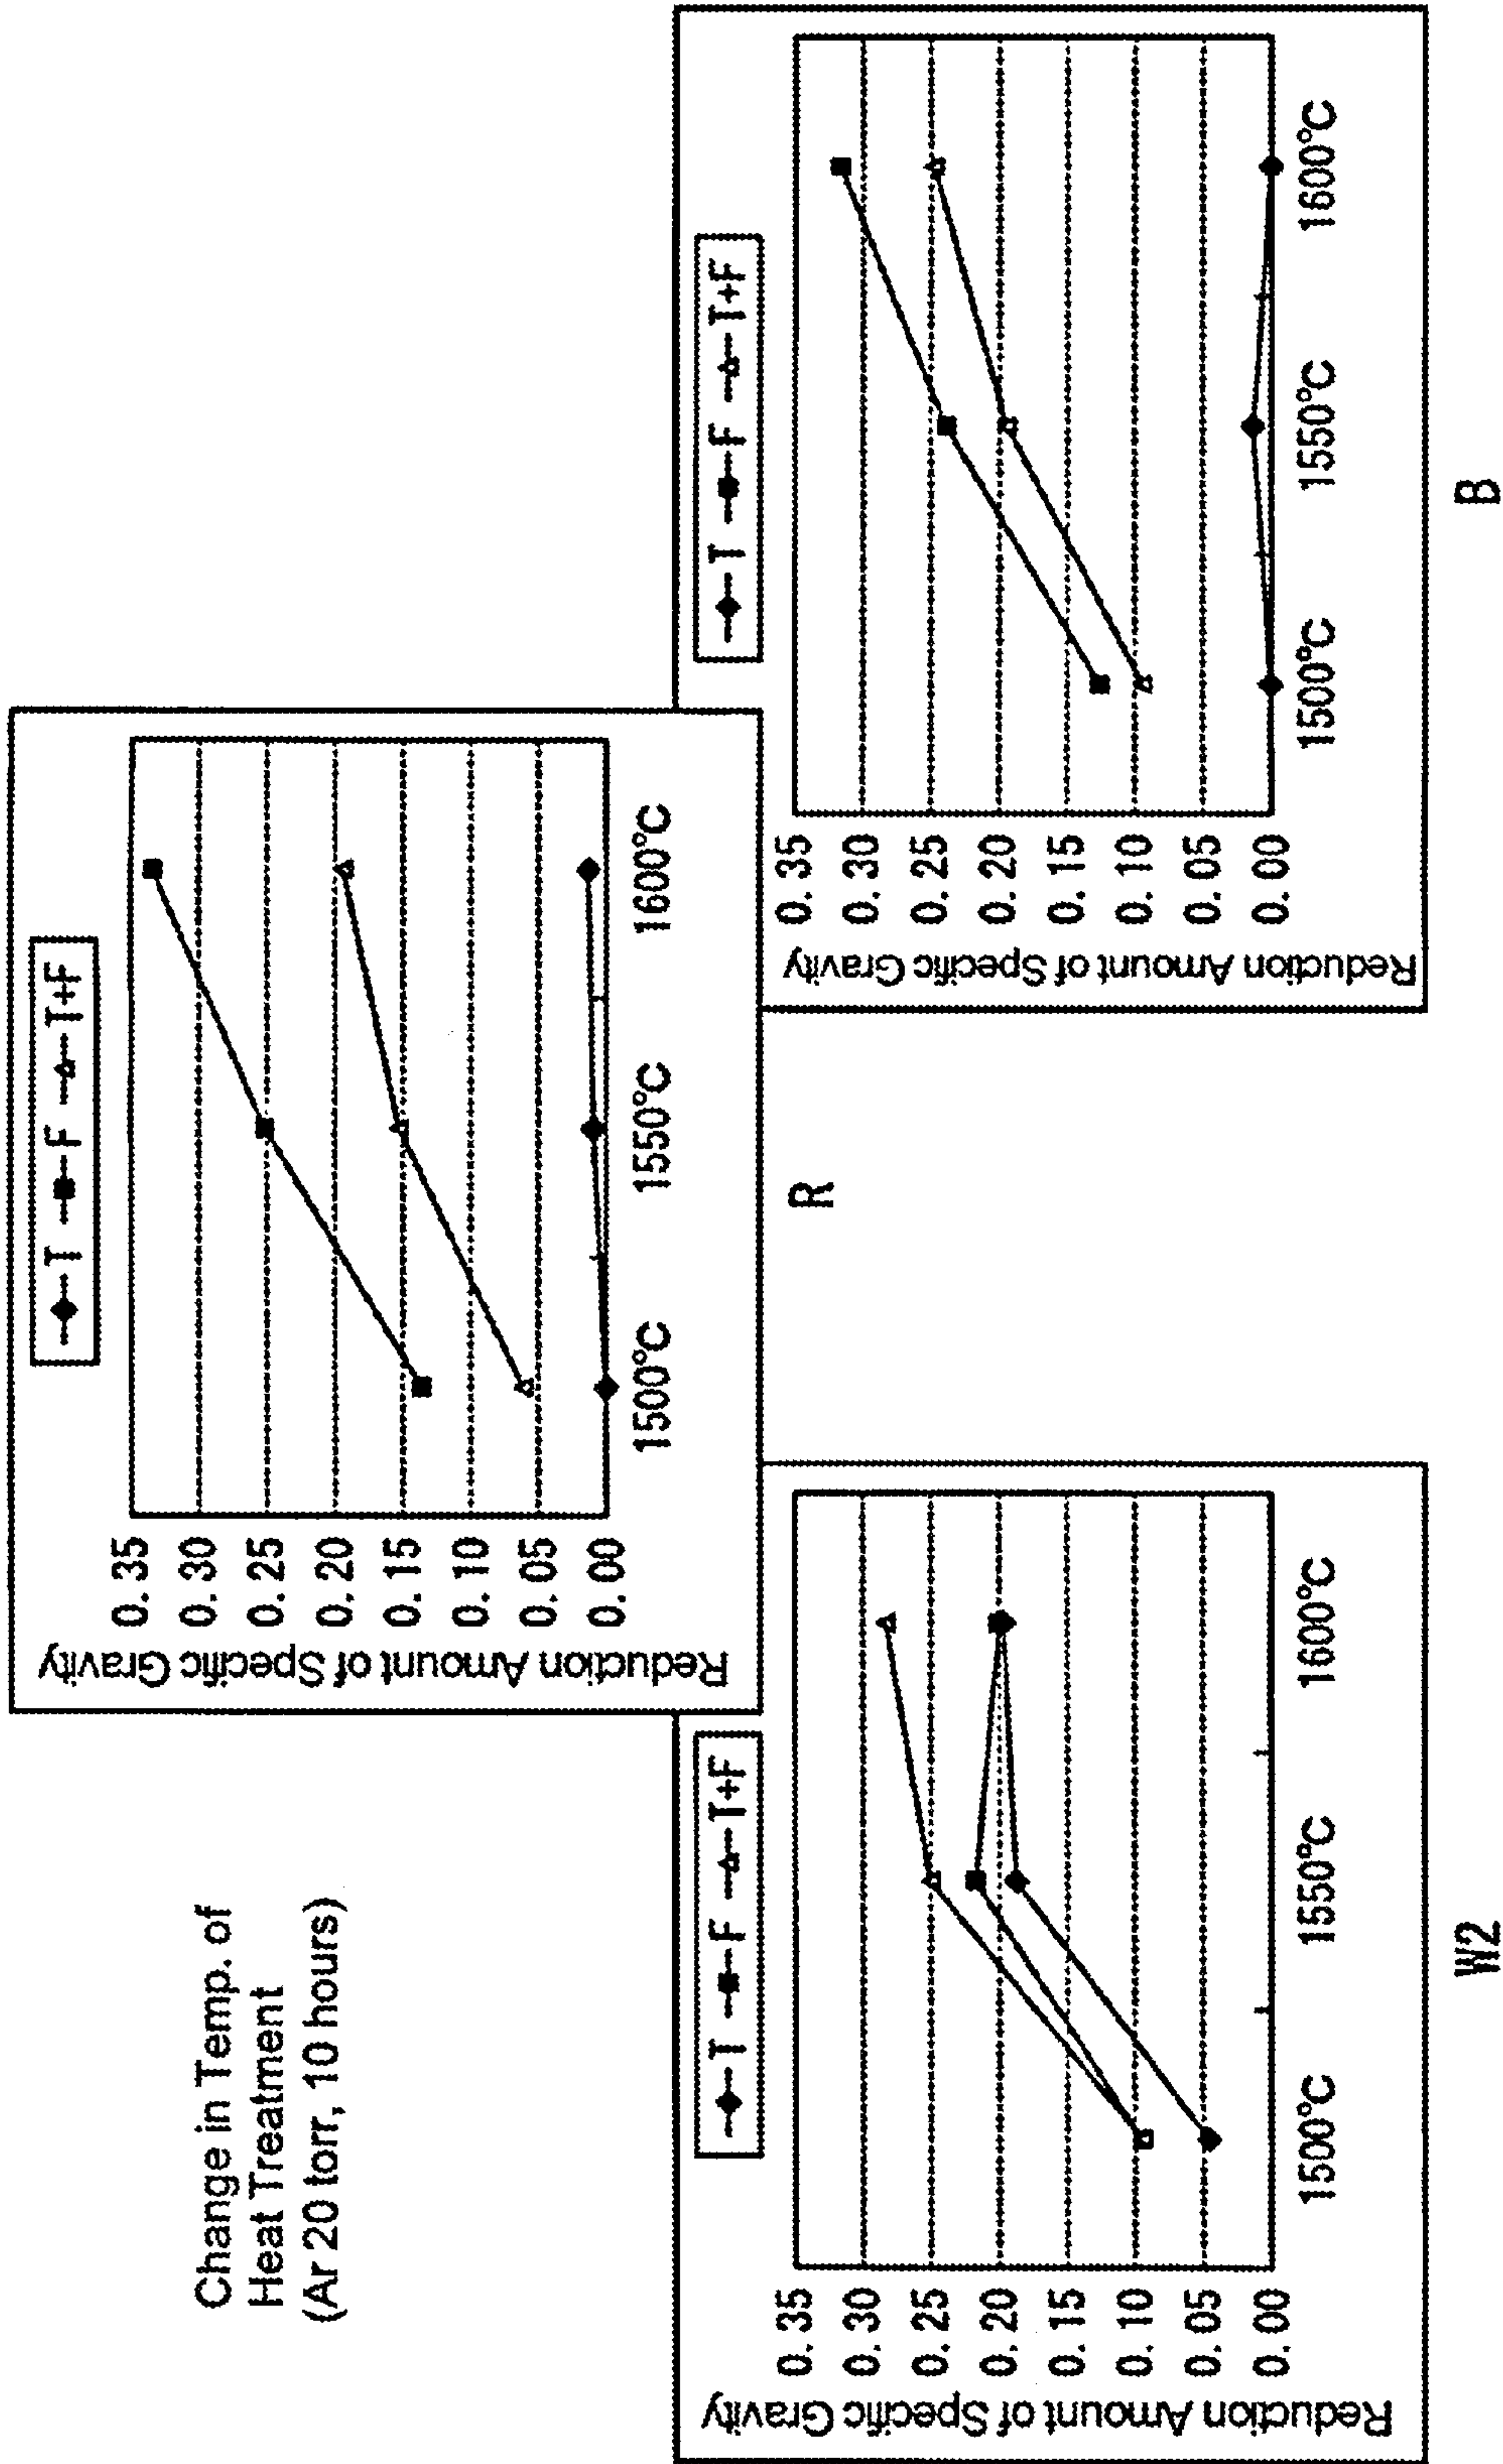 Change in Temp. of
Heat Treatment
(Ar 20 torr, 10 hours)
T F T+F
Reduction Amount of Specific Gravity
0.35
0.30
0.25
0.20
0.15
0.10
0.05
0.00
1500°C 1550°C 1600°C
R
T F T+F
Reduction Amount of Specific Gravity
0.35
0.30
0.25
0.20
0.15
0.10
0.05
0.00
1500°C 1550°C 1600°C
W2
T F T+F
Reduction Amount of Specific Gravity
0.35
0.30
0.25
0.20
0.15
0.10
0.05
0.00
1500°C 1550°C 1600°C
B